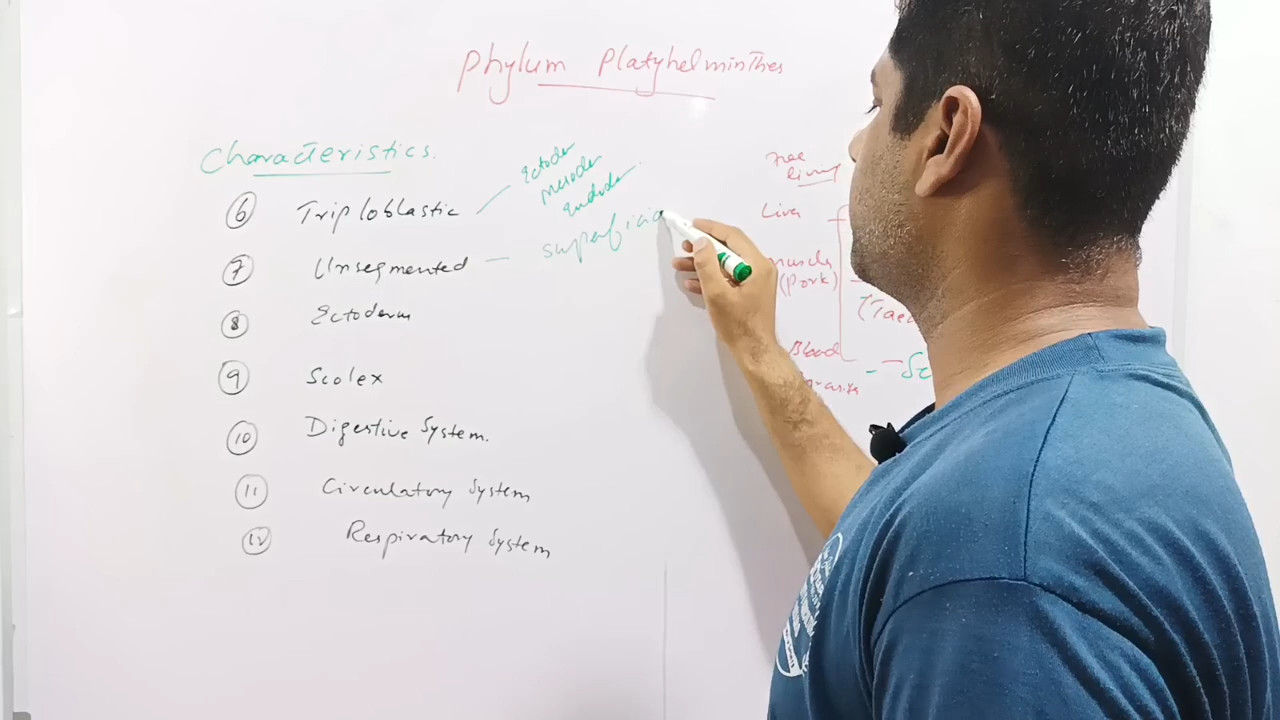 Phylum Platyhelminthes
Characteristics.
6 Triploblastic
Ectoder
Mesoder
Endoder
7 Unsegmented
superficia
8 Ectoderm
9 Scolex
10 Digestive System.
11 Circulatory System
12 Respiratory System
Free
living
Liver
muscle
(Pork)
(Tae
Blood